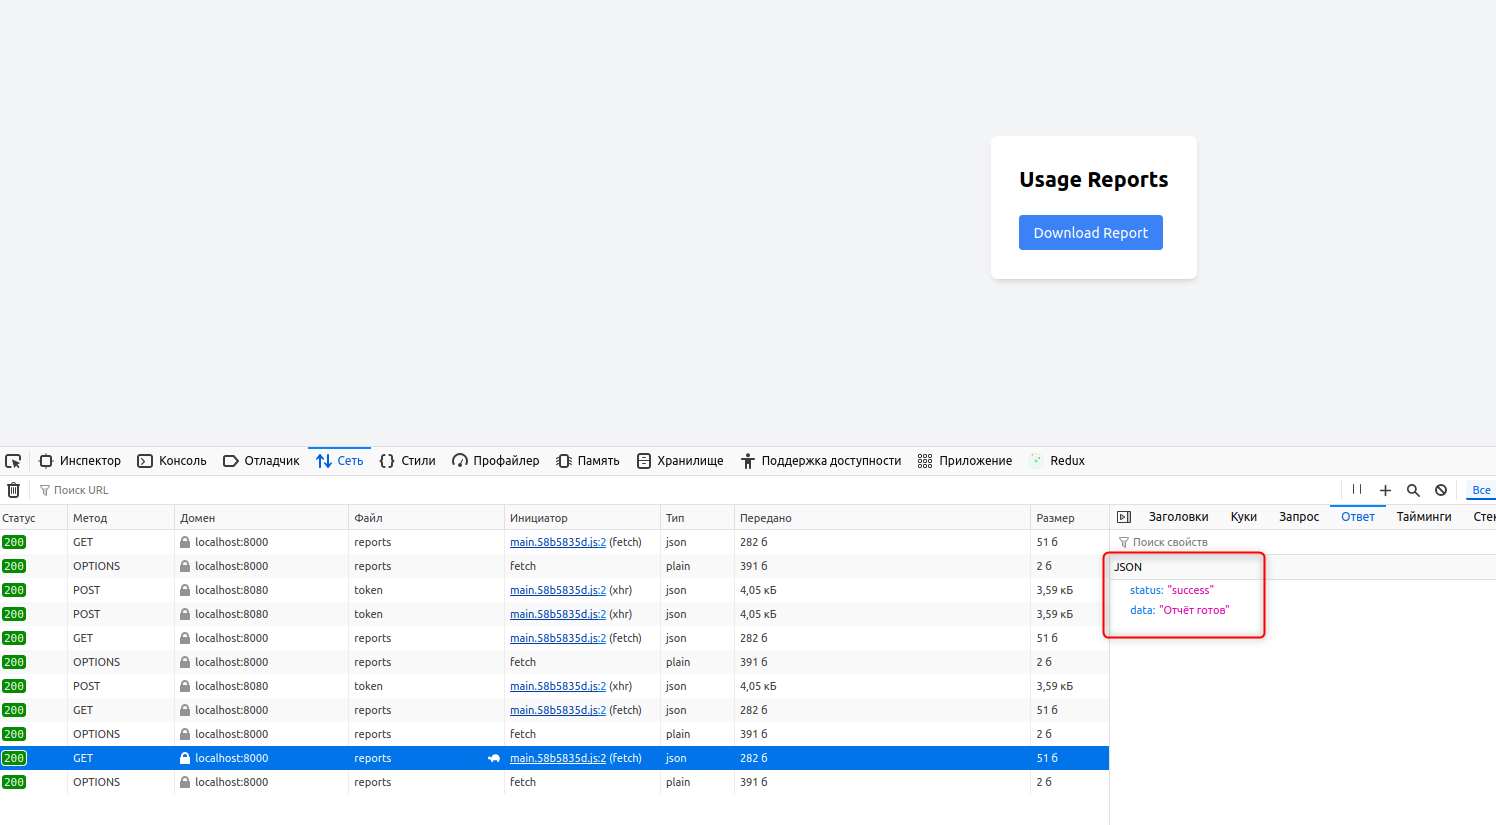 Usage Reports
Download Report
Инспектор Консоль Отладчик Сеть Стили Профайлер Память Хранилище Поддержка доступности Приложение Redux
Поиск URL Все
Статус Метод Домен Файл Инициатор Тип Передано Размер
200 GET localhost:8000 reports main.58b5835d.js:2 (fetch) json 282 б 51 б
200 OPTIONS localhost:8000 reports fetch plain 391 б 2 б
200 POST localhost:8080 token main.58b5835d.js:2 (xhr) json 4,05 кБ 3,59 кБ
200 POST localhost:8080 token main.58b5835d.js:2 (xhr) json 4,05 кБ 3,59 кБ
200 GET localhost:8000 reports main.58b5835d.js:2 (fetch) json 282 б 51 б
200 OPTIONS localhost:8000 reports fetch plain 391 б 2 б
200 POST localhost:8080 token main.58b5835d.js:2 (xhr) json 4,05 кБ 3,59 кБ
200 GET localhost:8000 reports main.58b5835d.js:2 (fetch) json 282 б 51 б
200 OPTIONS localhost:8000 reports fetch plain 391 б 2 б
200 GET localhost:8000 reports main.58b5835d.js:2 (fetch) json 282 б 51 б
200 OPTIONS localhost:8000 reports fetch plain 391 б 2 б
Заголовки Куки Запрос Ответ Тайминги
Поиск свойств
JSON
status: "success"
data: "Отчёт готов"